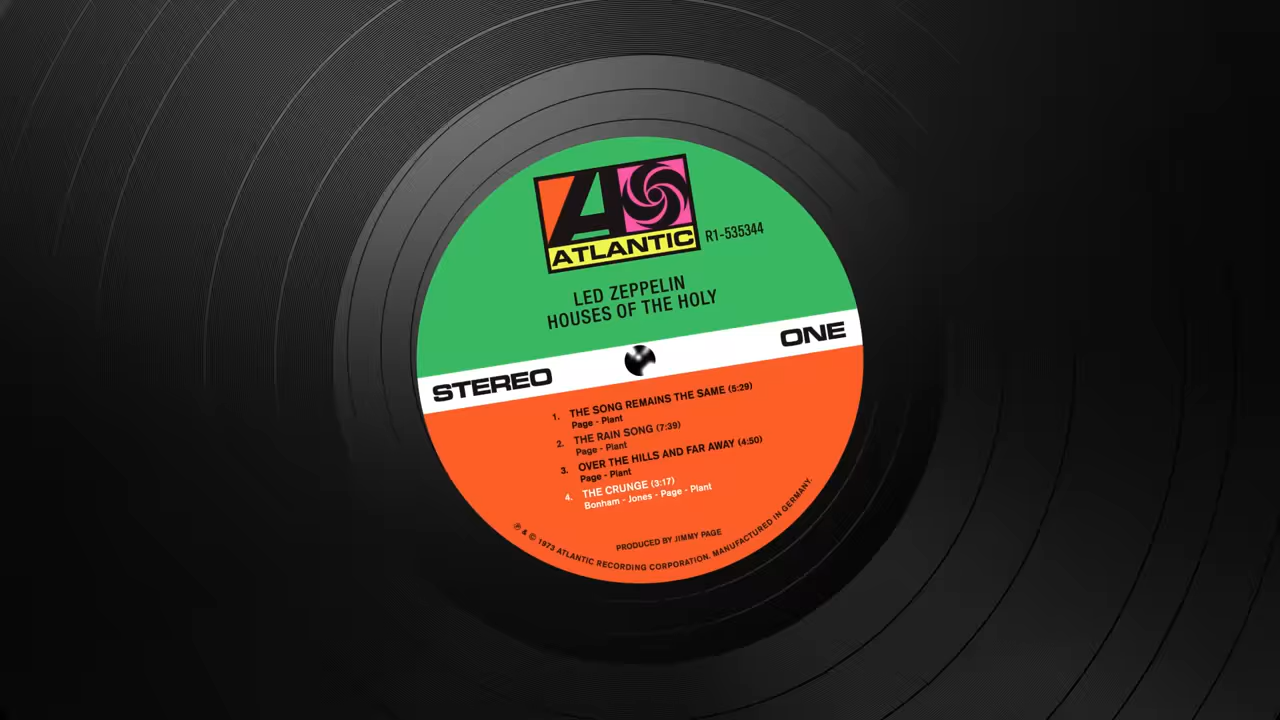 ATLANTIC
R1-535344
LED ZEPPELIN
HOUSES OF THE HOLY
STEREO
ONE
1. THE SONG REMAINS THE SAME (5:29)
Page - Plant
2. THE RAIN SONG (7:39)
Page - Plant
3. OVER THE HILLS AND FAR AWAY (4:50)
Page - Plant
4. THE CRUNGE (3:17)
Bonham - Jones - Page - Plant
PRODUCED BY JIMMY PAGE
℗ & © 1973 ATLANTIC RECORDING CORPORATION. MANUFACTURED IN GERMANY.